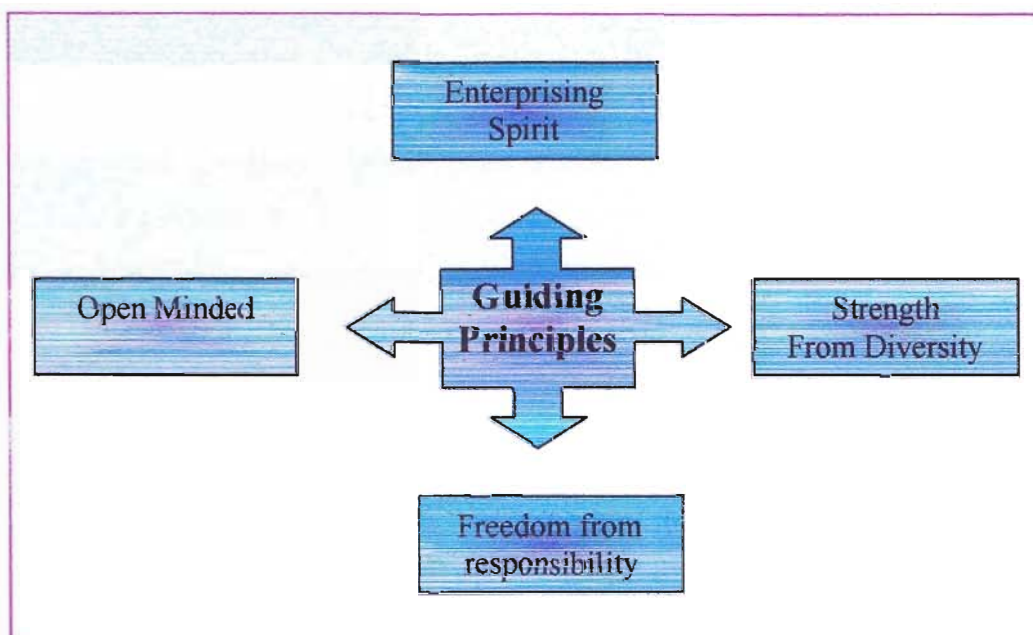 Enterprising
Spirit
Open Minded
Guiding
Principles
Strength
From Diversity
Freedom from
responsibility